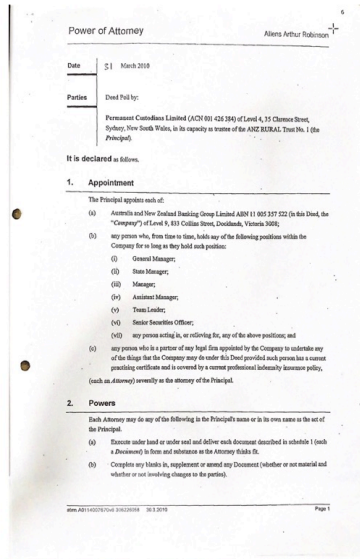 6
Power of Attorney
Allens Arthur Robinson
Date
31 March 2010
Parties
Deed Poll by:
Permanent Custodians Limited (ACN 001 426 384) of Level 4, 35 Clarence Street,
Sydney, New South Wales, in its capacity as trustee of the ANZ RURAL Trust No. 1 (the
Principal).
It is declared as follows.
1. Appointment
The Principal appoints each of:
(a) Australia and New Zealand Banking Group Limited ABN 11 005 357 522 (in this Deed, the
"Company") of Level 9, 833 Collins Street, Docklands, Victoria 3008;
(b) any person who, from time to time, holds any of the following positions within the
Company for so long as they hold such position:
(i) General Manager;
(ii) State Manager;
(iii) Manager;
(iv) Assistant Manager;
(v) Team Leader;
(vi) Senior Securities Officer;
(vii) any person acting in, or relieving for, any of the above positions; and
(c) any person who is a partner of any legal firm appointed by the Company to undertake any
of the things that the Company may do under this Deed provided such person has a current
practising certificate and is covered by a current professional indemnity insurance policy,
(each an Attorney) severally as the attorney of the Principal.
2. Powers
Each Attorney may do any of the following in the Principal's name or in its own name as the act of
the Principal.
(a) Execute under hand or under seal and deliver each document described in schedule 1 (each
a Document) in form and substance as the Attorney thinks fit.
(b) Complete any blanks in, supplement or amend any Document (whether or not material and
whether or not involving changes to the parties).
Page 1